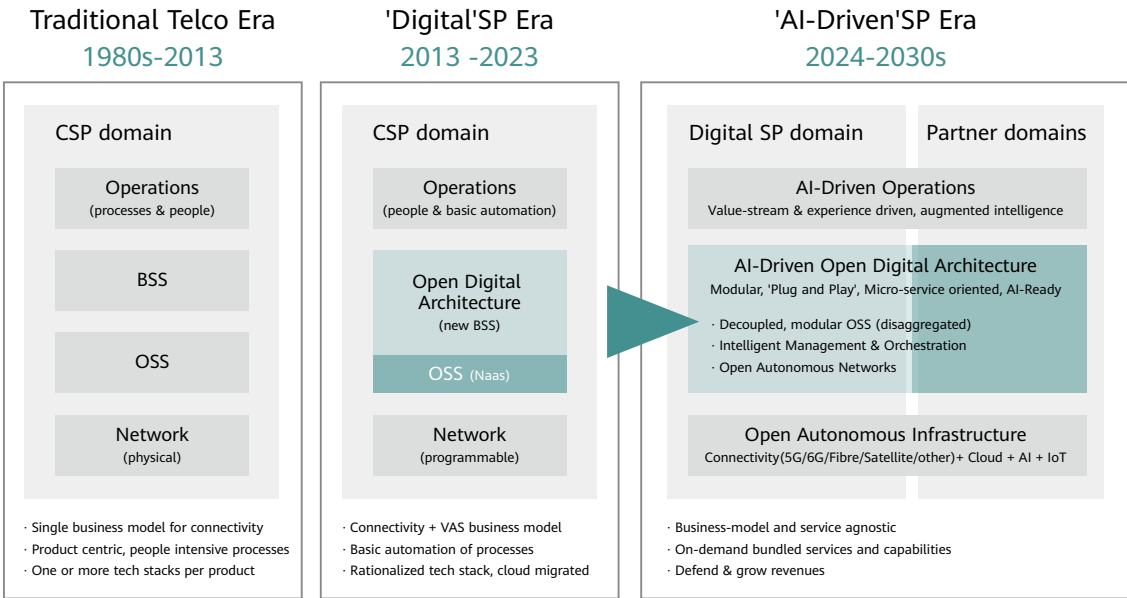 Traditional Telco Era
1980s-2013
CSP domain
Operations
(processes & people)
BSS
OSS
Network
(physical)
· Single business model for connectivity
· Product centric, people intensive processes
· One or more tech stacks per product
'Digital'SP Era
2013 -2023
CSP domain
Operations
(people & basic automation)
Open Digital
Architecture
(new BSS)
OSS (Naas)
Network
(programmable)
· Connectivity + VAS business model
· Basic automation of processes
· Rationalized tech stack, cloud migrated
'AI-Driven'SP Era
2024-2030s
Digital SP domain
Partner domains
AI-Driven Operations
Value-stream & experience driven, augmented intelligence
AI-Driven Open Digital Architecture
Modular, 'Plug and Play', Micro-service oriented, AI-Ready
· Decoupled, modular OSS (disaggregated)
· Intelligent Management & Orchestration
· Open Autonomous Networks
Open Autonomous Infrastructure
Connectivity(5G/6G/Fibre/Satellite/other)+ Cloud + AI + IoT
· Business-model and service agnostic
· On-demand bundled services and capabilities
· Defend & grow revenues